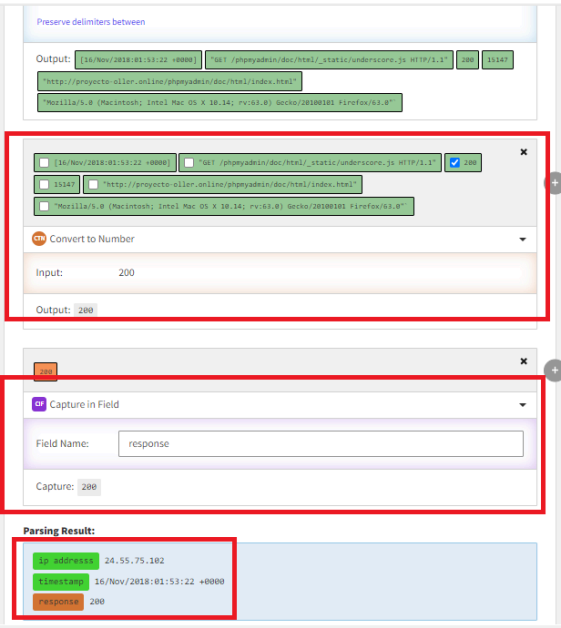 Preserve delimiters between
Output: [16/Nov/2018:01:53:22 +0000] "GET /phpmyadmin/doc/html/_static/underscore.js HTTP/1.1" 200 15147
"http://proyecto-oller.online/phpmyadmin/doc/html/index.html"
"Mozilla/5.0 (Macintosh; Intel Mac OS X 10.14; rv:63.0) Gecko/20100101 Firefox/63.0"
×
[16/Nov/2018:01:53:22 +0000] "GET /phpmyadmin/doc/html/_static/underscore.js HTTP/1.1" 200
15147 "http://proyecto-oller.online/phpmyadmin/doc/html/index.html"
"Mozilla/5.0 (Macintosh; Intel Mac OS X 10.14; rv:63.0) Gecko/20100101 Firefox/63.0"
+
CTN Convert to Number
Input: 200
Output: 200
×
200
+
CIF Capture in Field
Field Name: response
Capture: 200
Parsing Result:
ip addresss 24.55.75.102
timestamp 16/Nov/2018:01:53:22 +0000
response 200